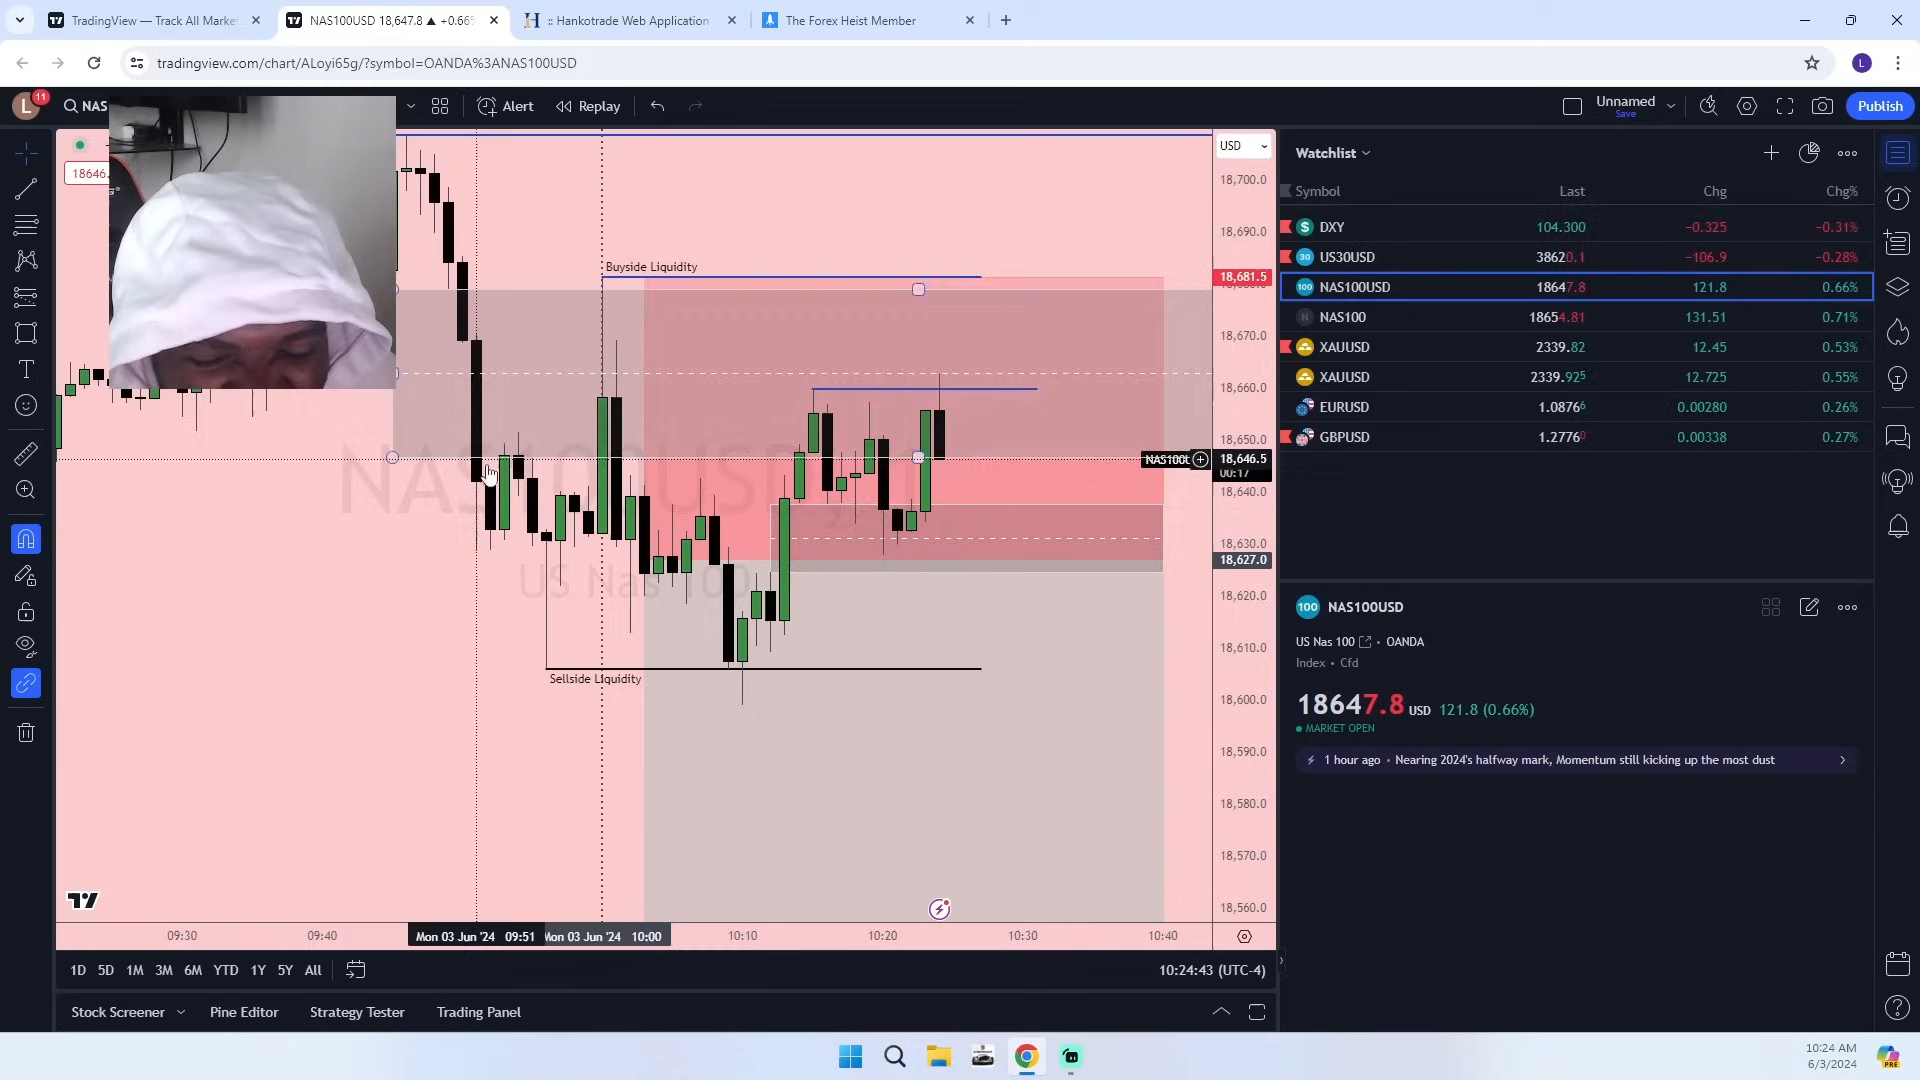 TradingView — Track All Marke
NAS100USD 18,647.8 ▲ +0.66%
:: Hankotrade Web Application
The Forex Heist Member
tradingview.com/chart/ALoyi65g/?symbol=OANDA%3ANAS100USD
L
L
11
NAS
Alert
Replay
Unnamed
Save
Publish
18646.
USD
18,700.0
18,690.0
18,681.5
18,670.0
18,660.0
18,650.0
NAS100U
18,646.5
00:17
18,640.0
18,630.0
18,627.0
18,620.0
18,610.0
18,600.0
18,590.0
18,580.0
18,570.0
18,560.0
Buyside Liquidity
Sellside Liquidity
US Nas 100
09:30
09:40
Mon 03 Jun '24 09:51
Mon 03 Jun '24 10:00
10:10
10:20
10:30
10:40
1D 5D 1M 3M 6M YTD 1Y 5Y All
10:24:43 (UTC-4)
Stock Screener
Pine Editor
Strategy Tester
Trading Panel
Watchlist
Symbol Last Chg Chg%
DXY 104.300 −0.325 −0.31%
US30USD 38620.1 −106.9 −0.28%
NAS100USD 18647.8 121.8 0.66%
NAS100 18654.81 131.51 0.71%
XAUUSD 2339.82 12.45 0.53%
XAUUSD 2339.925 12.725 0.55%
EURUSD 1.08766 0.00280 0.26%
GBPUSD 1.27760 0.00338 0.27%
100 NAS100USD
US Nas 100 • OANDA
Index • Cfd
18647.8 USD 121.8 (0.66%)
MARKET OPEN
1 hour ago • Nearing 2024's halfway mark, Momentum still kicking up the most dust
10:24 AM
6/3/2024